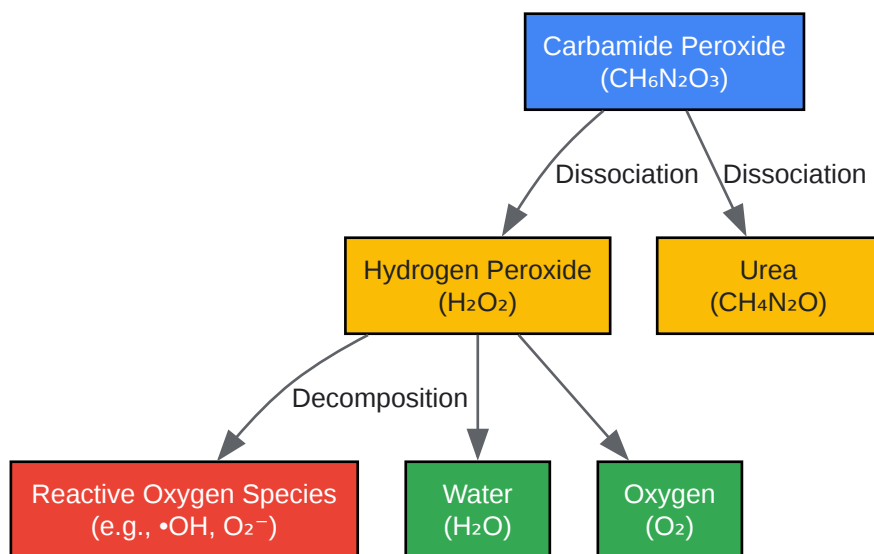 Carbamide Peroxide
(CH₆N₂O₃)
Dissociation
Dissociation
Hydrogen Peroxide
(H₂O₂)
Urea
(CH₄N₂O)
Decomposition
Reactive Oxygen Species
(e.g., •OH, O₂⁻)
Water
(H₂O)
Oxygen
(O₂)